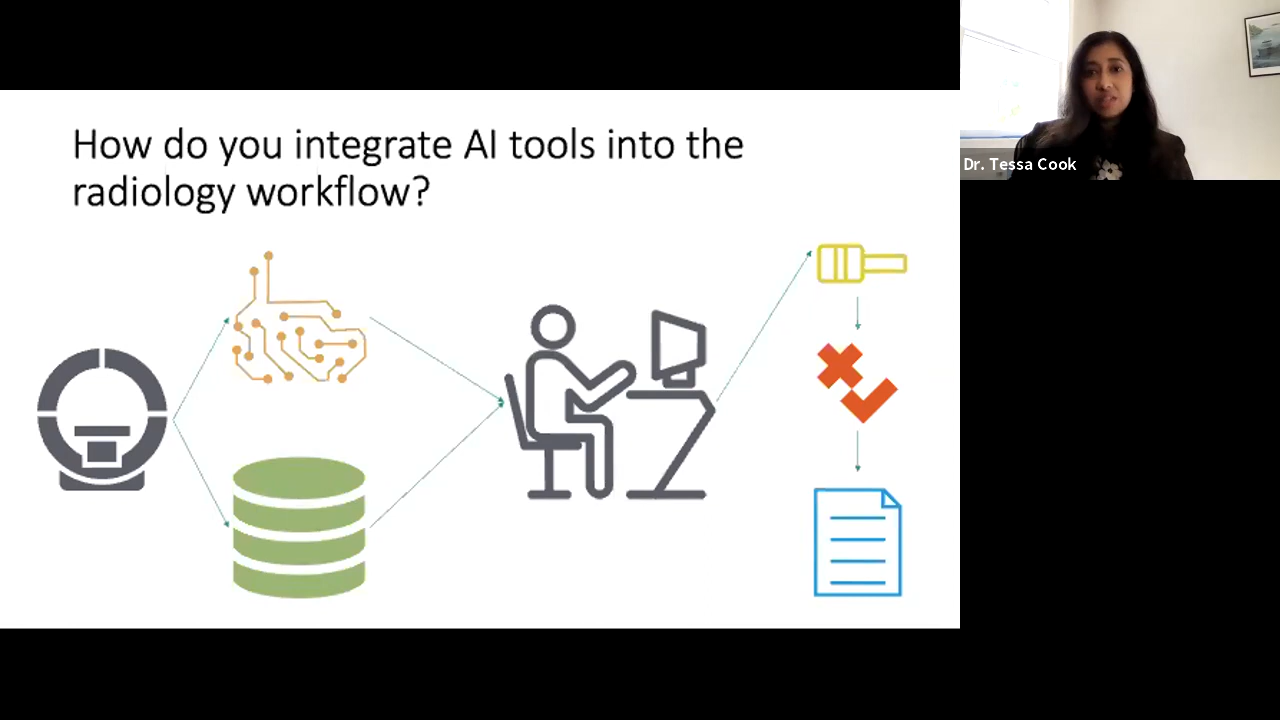 How do you integrate AI tools into the
radiology workflow?
Dr. Tessa Cook